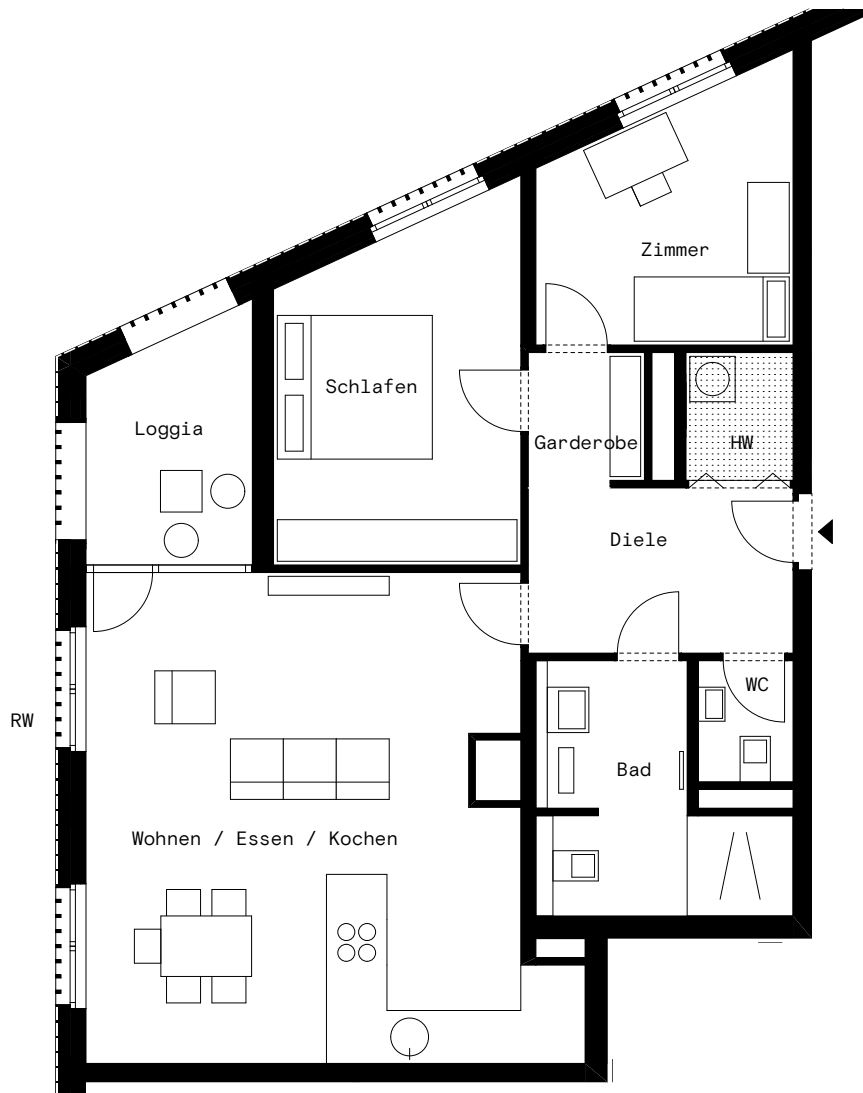 Zimmer
Schlafen
Loggia
Garderobe
HW
Diele
WC
RW
Bad
Wohnen / Essen / Kochen